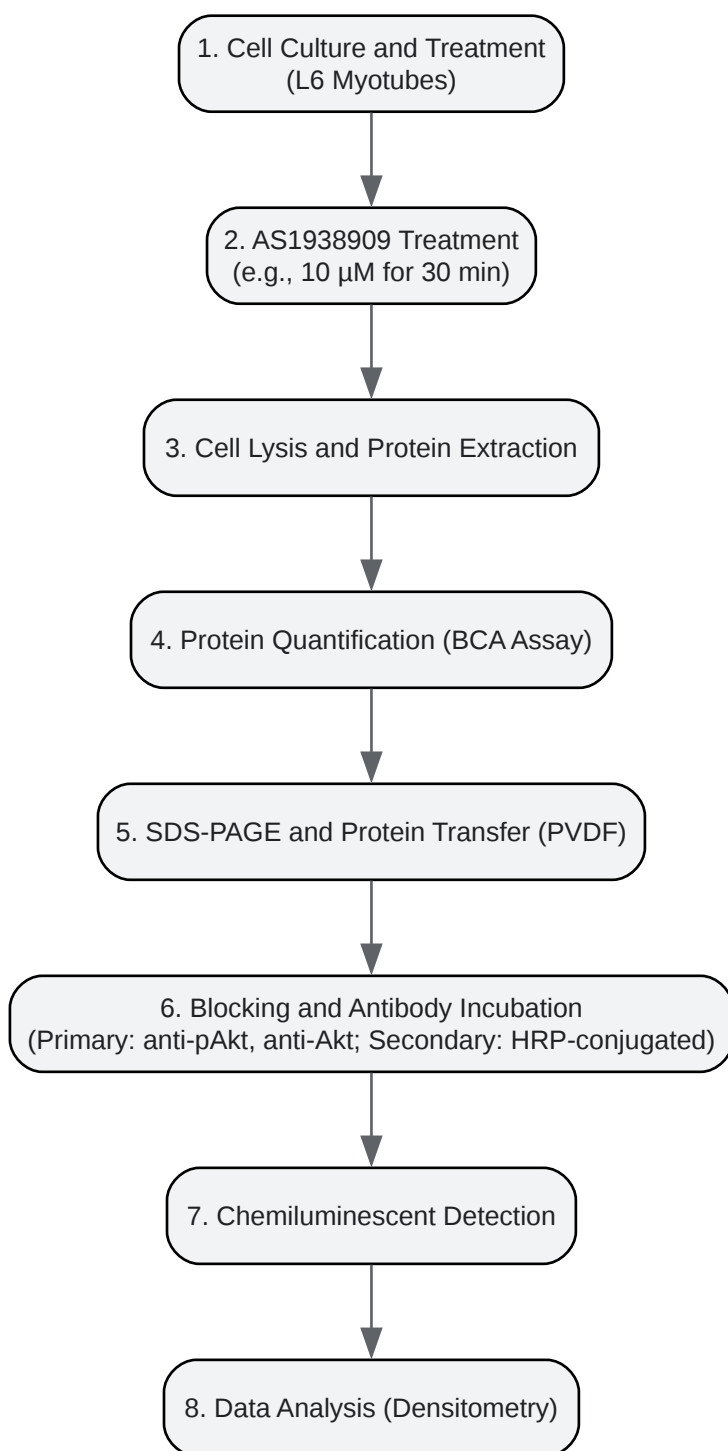 1. Cell Culture and Treatment
(L6 Myotubes)
2. AS1938909 Treatment
(e.g., 10 µM for 30 min)
3. Cell Lysis and Protein Extraction
4. Protein Quantification (BCA Assay)
5. SDS-PAGE and Protein Transfer (PVDF)
6. Blocking and Antibody Incubation
(Primary: anti-pAkt, anti-Akt; Secondary: HRP-conjugated)
7. Chemiluminescent Detection
8. Data Analysis (Densitometry)